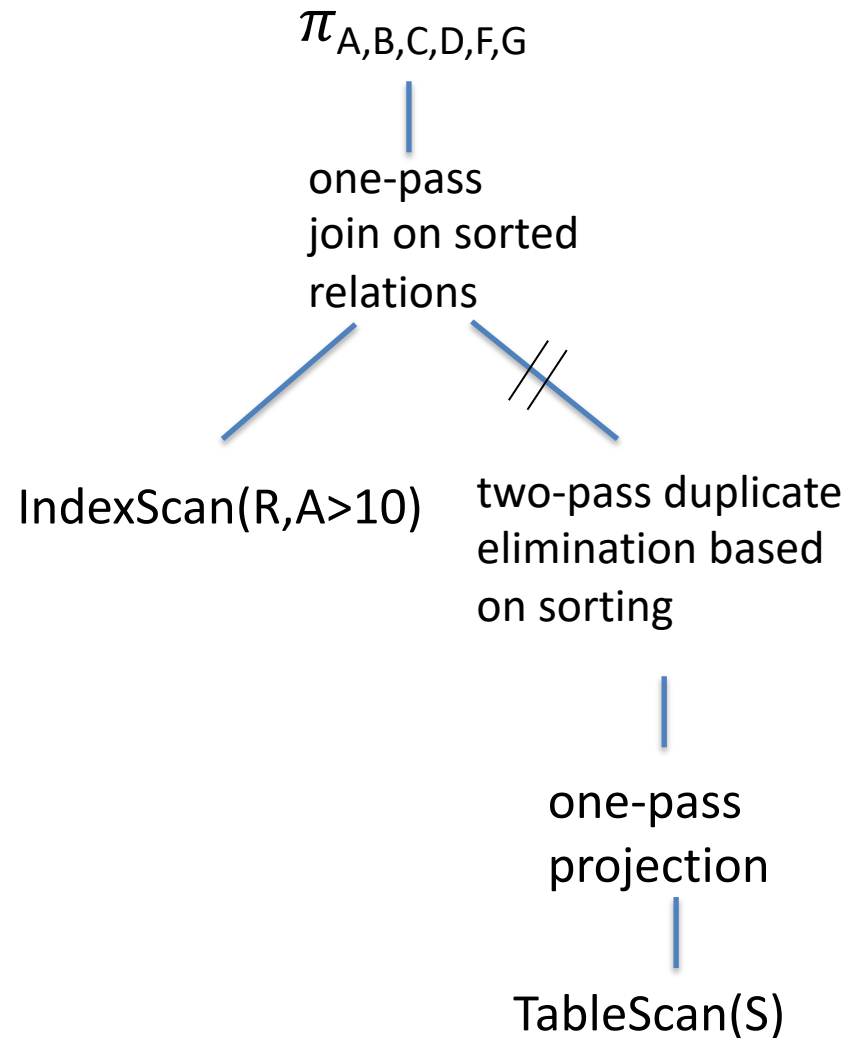 π A,B,C,D,F,G
one-pass
join on sorted
relations
IndexScan(R,A>10)
two-pass duplicate
elimination based
on sorting
one-pass
projection
TableScan(S)